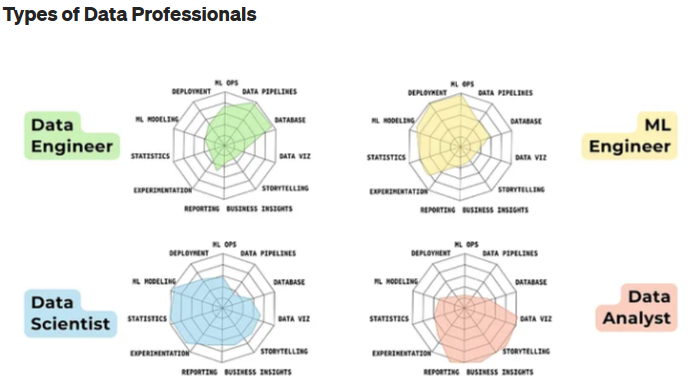 Types of Data Professionals
Data
Engineer
ML OPS
DEPLOYMENT
DATA PIPELINES
ML MODELING
DATABASE
STATISTICS
DATA VIZ
EXPERIMENTATION
STORYTELLING
REPORTING
BUSINESS INSIGHTS
ML OPS
DEPLOYMENT
DATA PIPELINES
ML MODELING
DATABASE
STATISTICS
DATA VIZ
EXPERIMENTATION
STORYTELLING
REPORTING
BUSINESS INSIGHTS
ML
Engineer
Data
Scientist
ML OPS
DEPLOYMENT
DATA PIPELINES
ML MODELING
DATABASE
STATISTICS
DATA VIZ
EXPERIMENTATION
STORYTELLING
REPORTING
BUSINESS INSIGHTS
ML OPS
DEPLOYMENT
DATA PIPELINES
ML MODELING
DATABASE
STATISTICS
DATA VIZ
EXPERIMENTATION
STORYTELLING
REPORTING
BUSINESS INSIGHTS
Data
Analyst